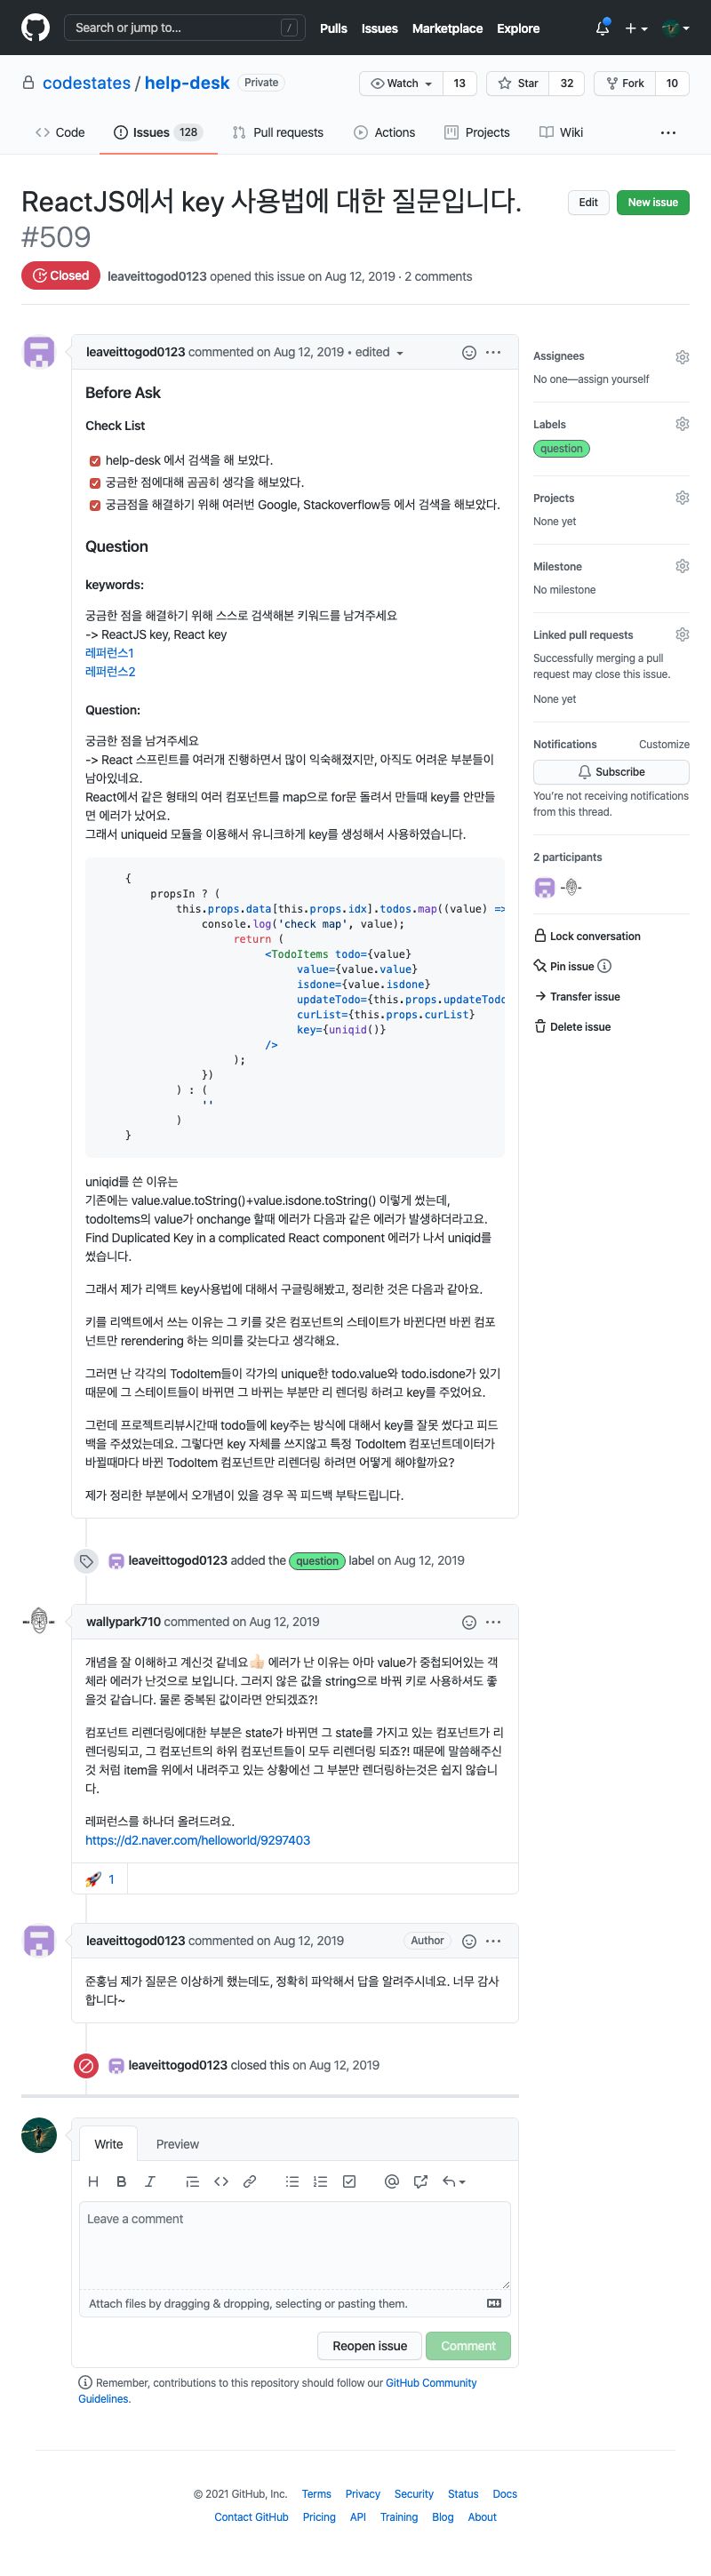 Search or jump to... /
Pulls Issues Marketplace Explore
codestates / help-desk Private
Watch 13 Star 32 Fork 10
Code Issues 128 Pull requests Actions Projects Wiki
ReactJS에서 key 사용법에 대한 질문입니다.
#509
Edit New issue
Closed leaveittogod0123 opened this issue on Aug 12, 2019 · 2 comments
leaveittogod0123 commented on Aug 12, 2019 • edited
Before Ask
Check List
help-desk 에서 검색을 해 보았다.
궁금한 점에대해 곰곰히 생각을 해보았다.
궁금점을 해결하기 위해 여러번 Google, Stackoverflow등 에서 검색을 해보았다.
Question
keywords:
궁금한 점을 해결하기 위해 스스로 검색해본 키워드를 남겨주세요
-> ReactJS key, React key
레퍼런스1
레퍼런스2
Question:
궁금한 점을 남겨주세요
-> React 스프린트를 여러개 진행하면서 많이 익숙해졌지만, 아직도 어려운 부분들이
남아있네요.
React에서 같은 형태의 여러 컴포넌트를 map으로 for문 돌려서 만들때 key를 안만들
면 에러가 났어요.
그래서 uniqueid 모듈을 이용해서 유니크하게 key를 생성해서 사용하였습니다.
{
propsIn ? (
this.props.data[this.props.idx].todos.map((value) =>
console.log('check map', value);
return (
<TodoItems todo={value}
value={value.value}
isdone={value.isdone}
updateTodo={this.props.updateTodo
curList={this.props.curList}
key={uniqid()}
/>
);
})
) : (
''
)
}
uniqid를 쓴 이유는
기존에는 value.value.toString()+value.isdone.toString() 이렇게 썼는데,
todoItems의 value가 onchange 할때 에러가 다음과 같은 에러가 발생하더라고요.
Find Duplicated Key in a complicated React component 에러가 나서 uniqid를
썼습니다.
그래서 제가 리액트 key사용법에 대해서 구글링해봤고, 정리한 것은 다음과 같아요.
키를 리액트에서 쓰는 이유는 그 키를 갖은 컴포넌트의 스테이트가 바뀐다면 바뀐 컴포
넌트만 rerendering 하는 의미를 갖는다고 생각해요.
그러면 난 각각의 TodoItem들이 각가의 unique한 todo.value와 todo.isdone가 있기
때문에 그 스테이트들이 바뀌면 그 바뀌는 부분만 리 렌더링 하려고 key를 주었어요.
그런데 프로젝트리뷰시간때 todo들에 key주는 방식에 대해서 key를 잘못 썼다고 피드
백을 주셨었는데요. 그렇다면 key 자체를 쓰지않고 특정 TodoItem 컴포넌트데이터가
바뀔때마다 바뀐 TodoItem 컴포넌트만 리렌더링 하려면 어떻게 해야할까요?
제가 정리한 부분에서 오개념이 있을 경우 꼭 피드백 부탁드립니다.
leaveittogod0123 added the question label on Aug 12, 2019
wallypark710 commented on Aug 12, 2019
개념을 잘 이해하고 계신것 같네요👍🏻 에러가 난 이유는 아마 value가 중첩되어있는 객
체라 에러가 난것으로 보입니다. 그러지 않은 값을 string으로 바꿔 키로 사용하셔도 좋
을것 같습니다. 물론 중복된 값이라면 안되겠죠?!
컴포넌트 리렌더링에대한 부분은 state가 바뀌면 그 state를 가지고 있는 컴포넌트가 리
렌더링되고, 그 컴포넌트의 하위 컴포넌트들이 모두 리렌더링 되죠?! 때문에 말씀해주신
것 처럼 item을 위에서 내려주고 있는 상황에선 그 부분만 렌더링하는것은 쉽지 않습니
다.
레퍼런스를 하나더 올려드려요.
https://d2.naver.com/helloworld/9297403
🚀 1
leaveittogod0123 commented on Aug 12, 2019 Author
준홍님 제가 질문은 이상하게 했는데도, 정확히 파악해서 답을 알려주시네요. 너무 감사
합니다~
leaveittogod0123 closed this on Aug 12, 2019
Write Preview
Leave a comment
Attach files by dragging & dropping, selecting or pasting them.
Reopen issue Comment
Remember, contributions to this repository should follow our GitHub Community
Guidelines.
Assignees
No one—assign yourself
Labels
question
Projects
None yet
Milestone
No milestone
Linked pull requests
Successfully merging a pull
request may close this issue.
None yet
Notifications Customize
Subscribe
You're not receiving notifications
from this thread.
2 participants
Lock conversation
Pin issue
Transfer issue
Delete issue
© 2021 GitHub, Inc. Terms Privacy Security Status Docs
Contact GitHub Pricing API Training Blog About